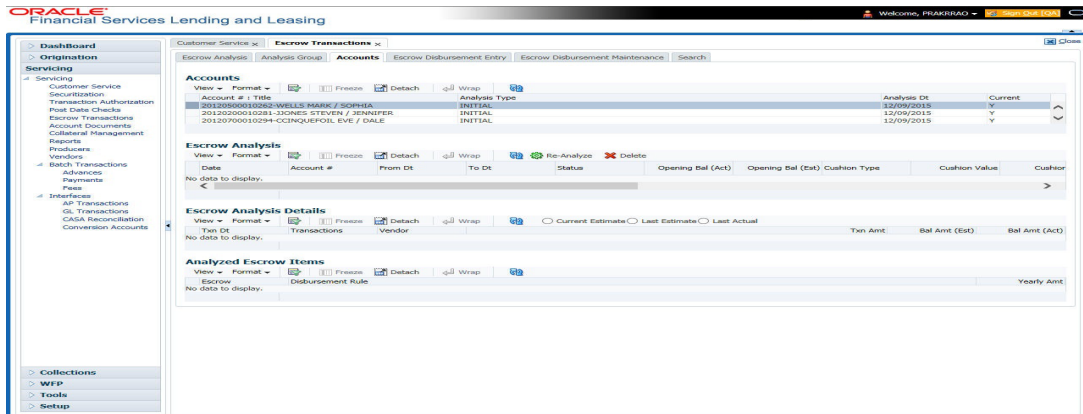 ORACLE
Financial Services Lending and Leasing
Welcome, PRAKRRAO Sign Out [QA]
Close
DashBoard
Origination
Servicing
Servicing
Customer Service
Securitization
Transaction Authorization
Post Date Checks
Escrow Transactions
Account Documents
Collateral Management
Reports
Producers
Vendors
Batch Transactions
Advances
Payments
Fees
Interfaces
AP Transactions
GL Transactions
CASA Reconciliation
Conversion Accounts
Collections
WFP
Tools
Setup
Customer Service x Escrow Transactions x
Escrow Analysis Analysis Group Accounts Escrow Disbursement Entry Escrow Disbursement Maintenance Search
Accounts
View Format Freeze Detach Wrap
Account # : Title Analysis Type Analysis Dt Current
20120500010262-WELLS MARK / SOPHIA INITIAL 12/09/2015 Y
20120200010281-JJONES STEVEN / JENNIFER INITIAL 12/09/2015 Y
20120700010294-CCINQUEFOIL EVE / DALE INITIAL 12/09/2015 Y
Escrow Analysis
View Format Freeze Detach Wrap Re-Analyze Delete
Date Account # From Dt To Dt Status Opening Bal (Act) Opening Bal (Est) Cushion Type Cushion Value Cushion
No data to display.
Escrow Analysis Details
View Format Freeze Detach Wrap Current Estimate Last Estimate Last Actual
Txn Dt Transactions Vendor Txn Amt Bal Amt (Est) Bal Amt (Act)
No data to display.
Analyzed Escrow Items
View Format Freeze Detach Wrap
Escrow Disbursement Rule Yearly Amt
No data to display.